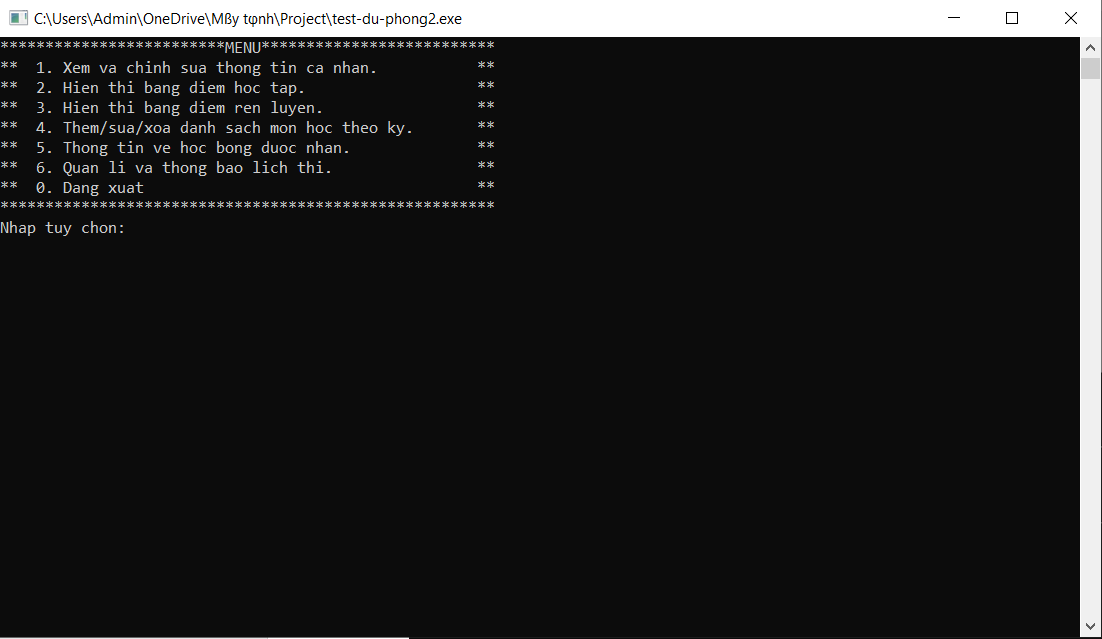 C:\Users\Admin\OneDrive\Mßy tφnh\Project\test-du-phong2.exe
*************************MENU**************************
**  1. Xem va chinh sua thong tin ca nhan.           **
**  2. Hien thi bang diem hoc tap.                   **
**  3. Hien thi bang diem ren luyen.                 **
**  4. Them/sua/xoa danh sach mon hoc theo ky.       **
**  5. Thong tin ve hoc bong duoc nhan.              **
**  6. Quan li va thong bao lich thi.                **
**  0. Dang xuat                                     **
*******************************************************
Nhap tuy chon: